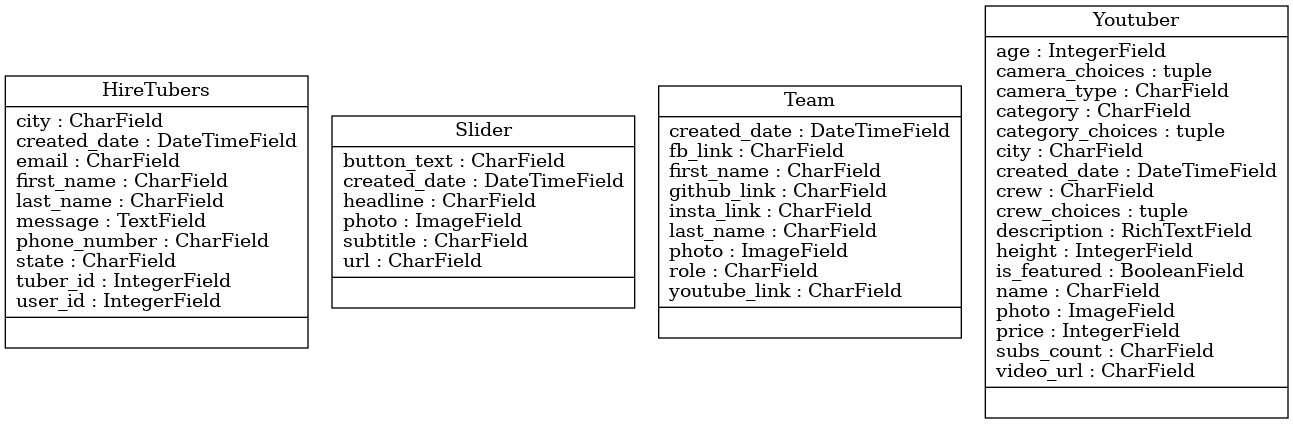 HireTubers
city : CharField
created_date : DateTimeField
email : CharField
first_name : CharField
last_name : CharField
message : TextField
phone_number : CharField
state : CharField
tuber_id : IntegerField
user_id : IntegerField
Slider
button_text : CharField
created_date : DateTimeField
headline : CharField
photo : ImageField
subtitle : CharField
url : CharField
Team
created_date : DateTimeField
fb_link : CharField
first_name : CharField
github_link : CharField
insta_link : CharField
last_name : CharField
photo : ImageField
role : CharField
youtube_link : CharField
Youtuber
age : IntegerField
camera_choices : tuple
camera_type : CharField
category : CharField
category_choices : tuple
city : CharField
created_date : DateTimeField
crew : CharField
crew_choices : tuple
description : RichTextField
height : IntegerField
is_featured : BooleanField
name : CharField
photo : ImageField
price : IntegerField
subs_count : CharField
video_url : CharField